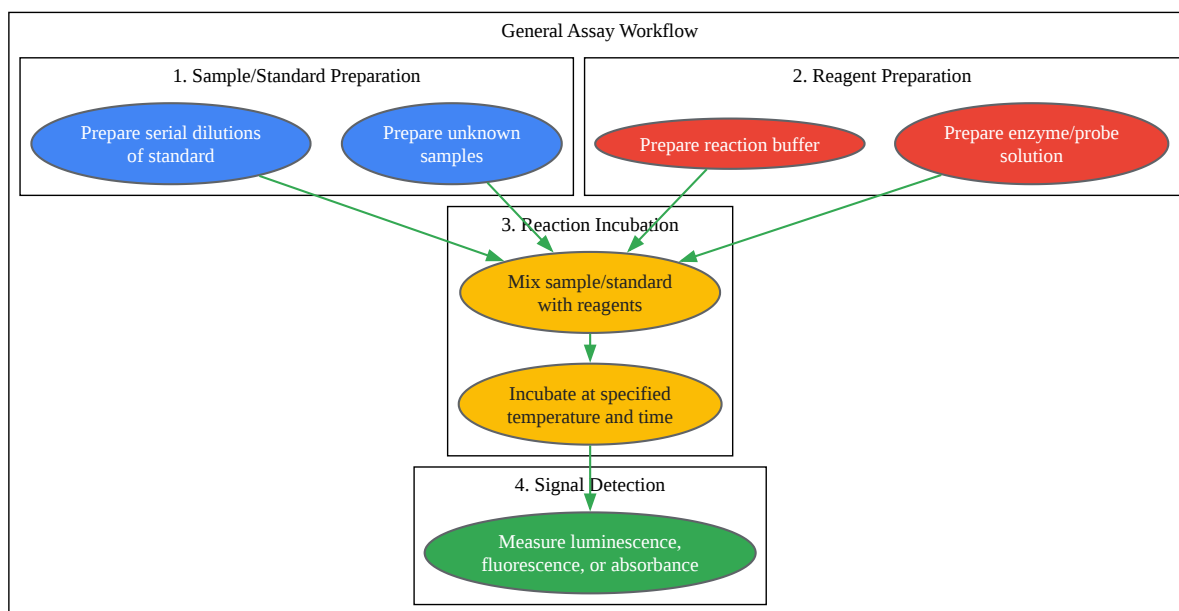 General Assay Workflow
1. Sample/Standard Preparation
Prepare serial dilutions
of standard
Prepare unknown
samples
2. Reagent Preparation
Prepare reaction buffer
Prepare enzyme/probe
solution
3. Reaction Incubation
Mix sample/standard
with reagents
Incubate at specified
temperature and time
4. Signal Detection
Measure luminescence,
fluorescence, or absorbance